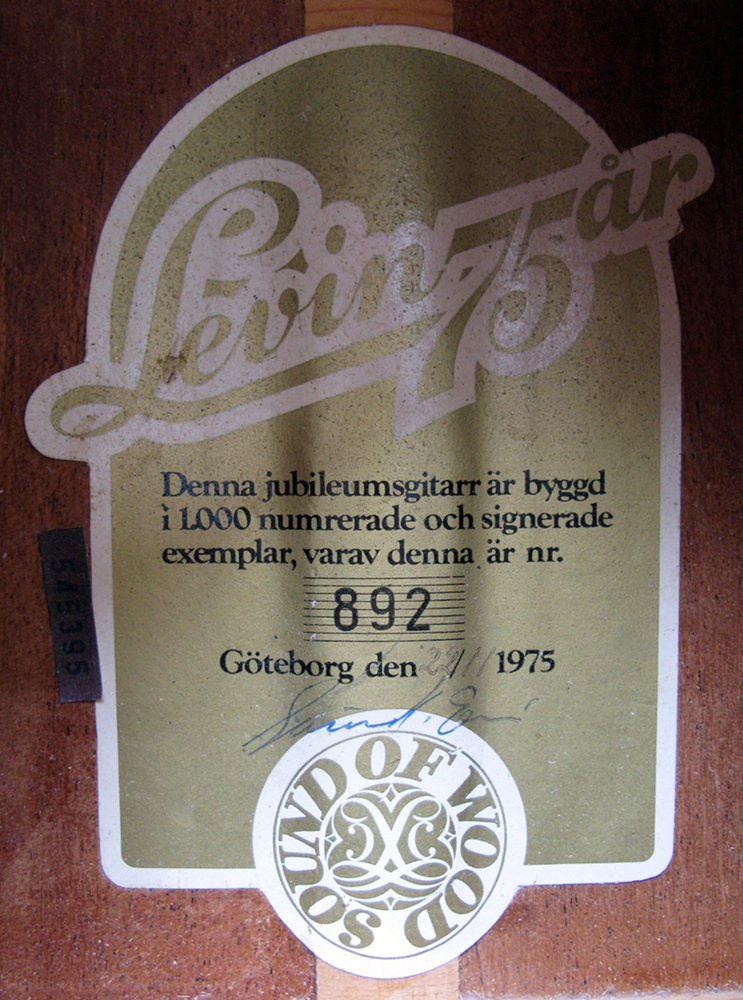 Levin 75 år
Denna jubileumsgitarr är byggd
i 1.000 numrerade och signerade
exemplar, varav denna är nr.
892
545395
Göteborg den 22/11 1975
SOUND OF WOOD